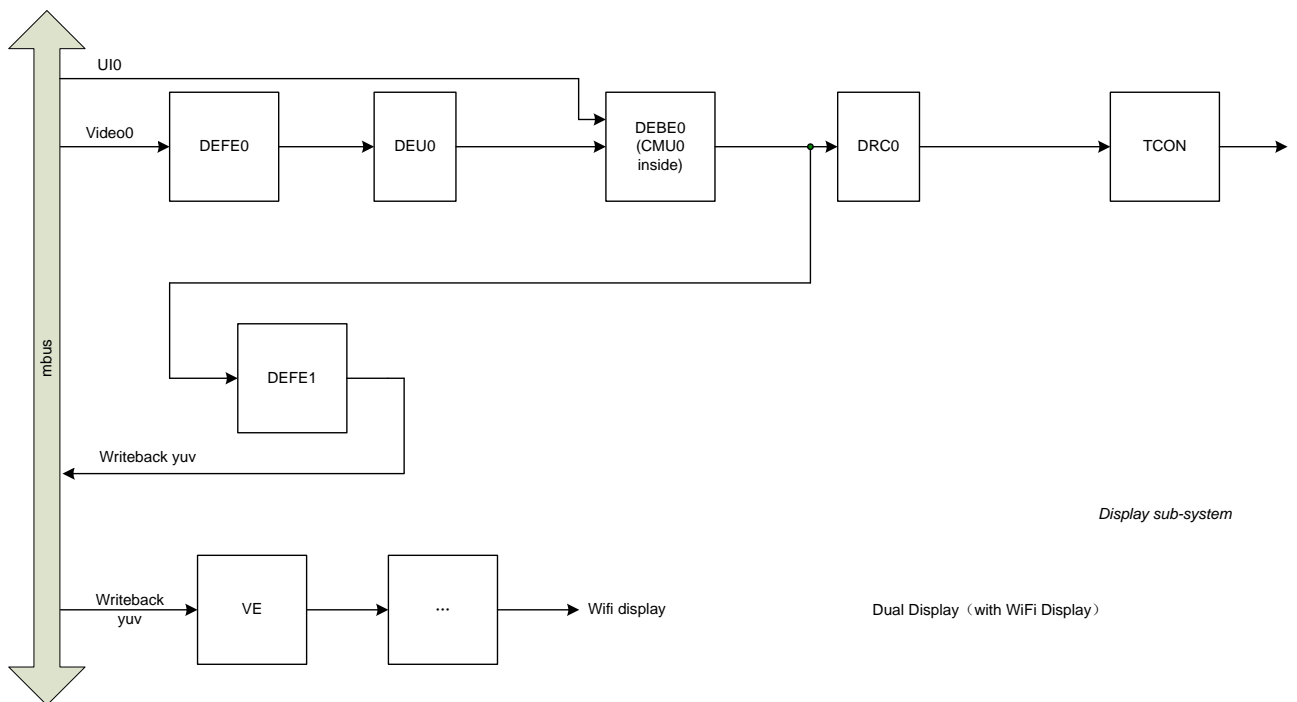 UI0
Video0
DEFE0
DEU0
DEBE0
(CMU0
inside)
DRC0
TCON
mbus
DEFE1
Writeback yuv
Display sub-system
Writeback
yuv
VE
...
Wifi display
Dual Display（with WiFi Display）